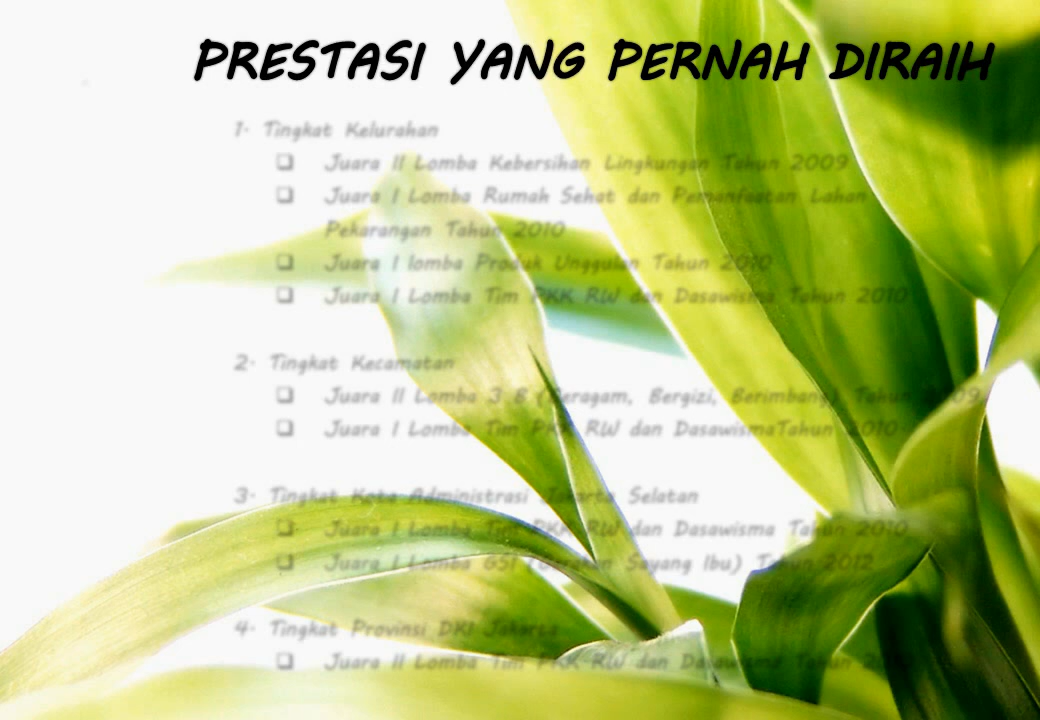 PRESTASI YANG PERNAH DIRAIH
1. Tingkat Kelurahan
❑ Juara II Lomba Kebersihan Lingkungan Tahun 2009
❑ Juara I Lomba Rumah Sehat dan Pemanfaatan Lahan
Pekarangan Tahun 2010
❑ Juara I lomba Produk Unggulan Tahun 2010
❑ Juara I Lomba Tim PKK RW dan Dasawisma Tahun 2010
2. Tingkat Kecamatan
❑ Juara II Lomba 3 B (Beragam, Bergizi, Berimbang) Tahun 2009
❑ Juara I Lomba Tim PKK RW dan DasawismaTahun 2010
3. Tingkat Kota Administrasi Jakarta Selatan
❑ Juara I Lomba Tim PKK RW dan Dasawisma Tahun 2010
❑ Juara I Lomba GSI (Gerakan Sayang Ibu) Tahun 2012
4. Tingkat Provinsi DKI Jakarta
❑ Juara II Lomba Tim PKK RW dan Dasawisma Tahun